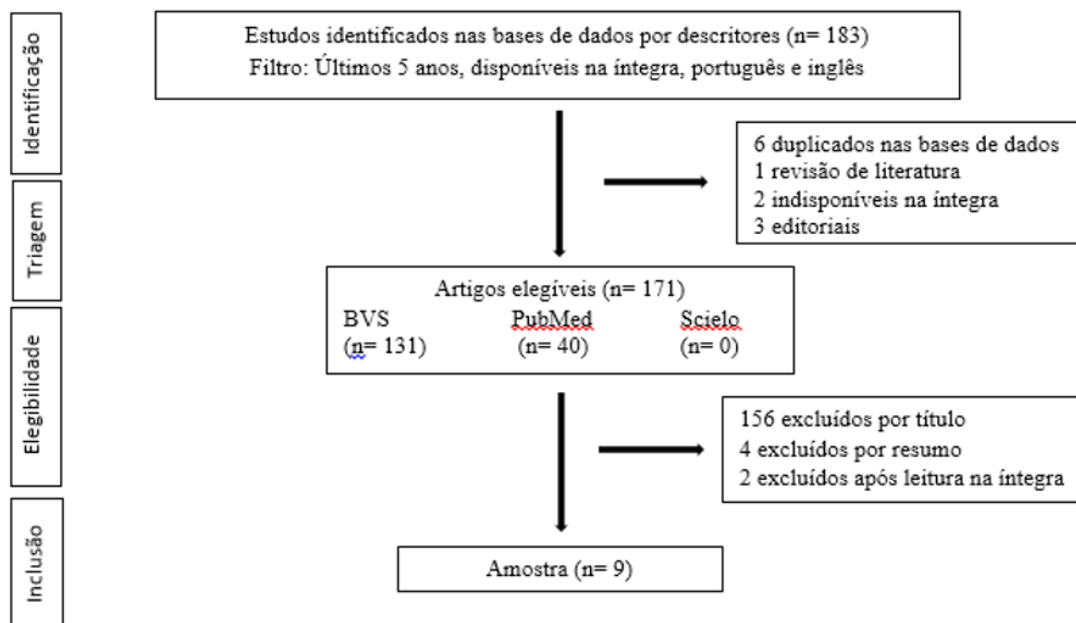 Identificação
Estudos identificados nas bases de dados por descritores (n= 183)
Filtro: Últimos 5 anos, disponíveis na íntegra, português e inglês
6 duplicados nas bases de dados
1 revisão de literatura
2 indisponíveis na íntegra
3 editoriais
Triagem
Artigos elegíveis (n= 171)
BVS PubMed Scielo
(n= 131) (n= 40) (n= 0)
Elegibilidade
156 excluídos por título
4 excluídos por resumo
2 excluídos após leitura na íntegra
Inclusão
Amostra (n= 9)